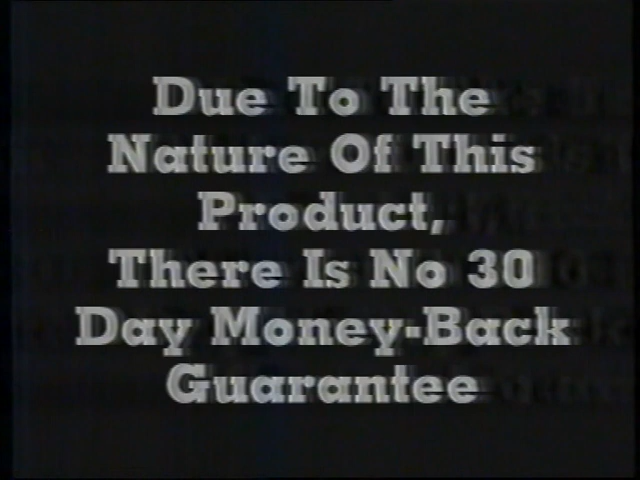 Due To The
Nature Of This
Product,
There Is No 30
Day Money-Back
Guarantee